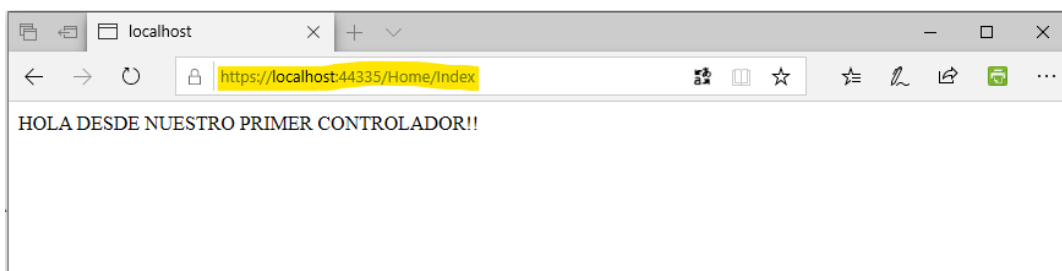 localhost
https://localhost:44335/Home/Index
HOLA DESDE NUESTRO PRIMER CONTROLADOR!!